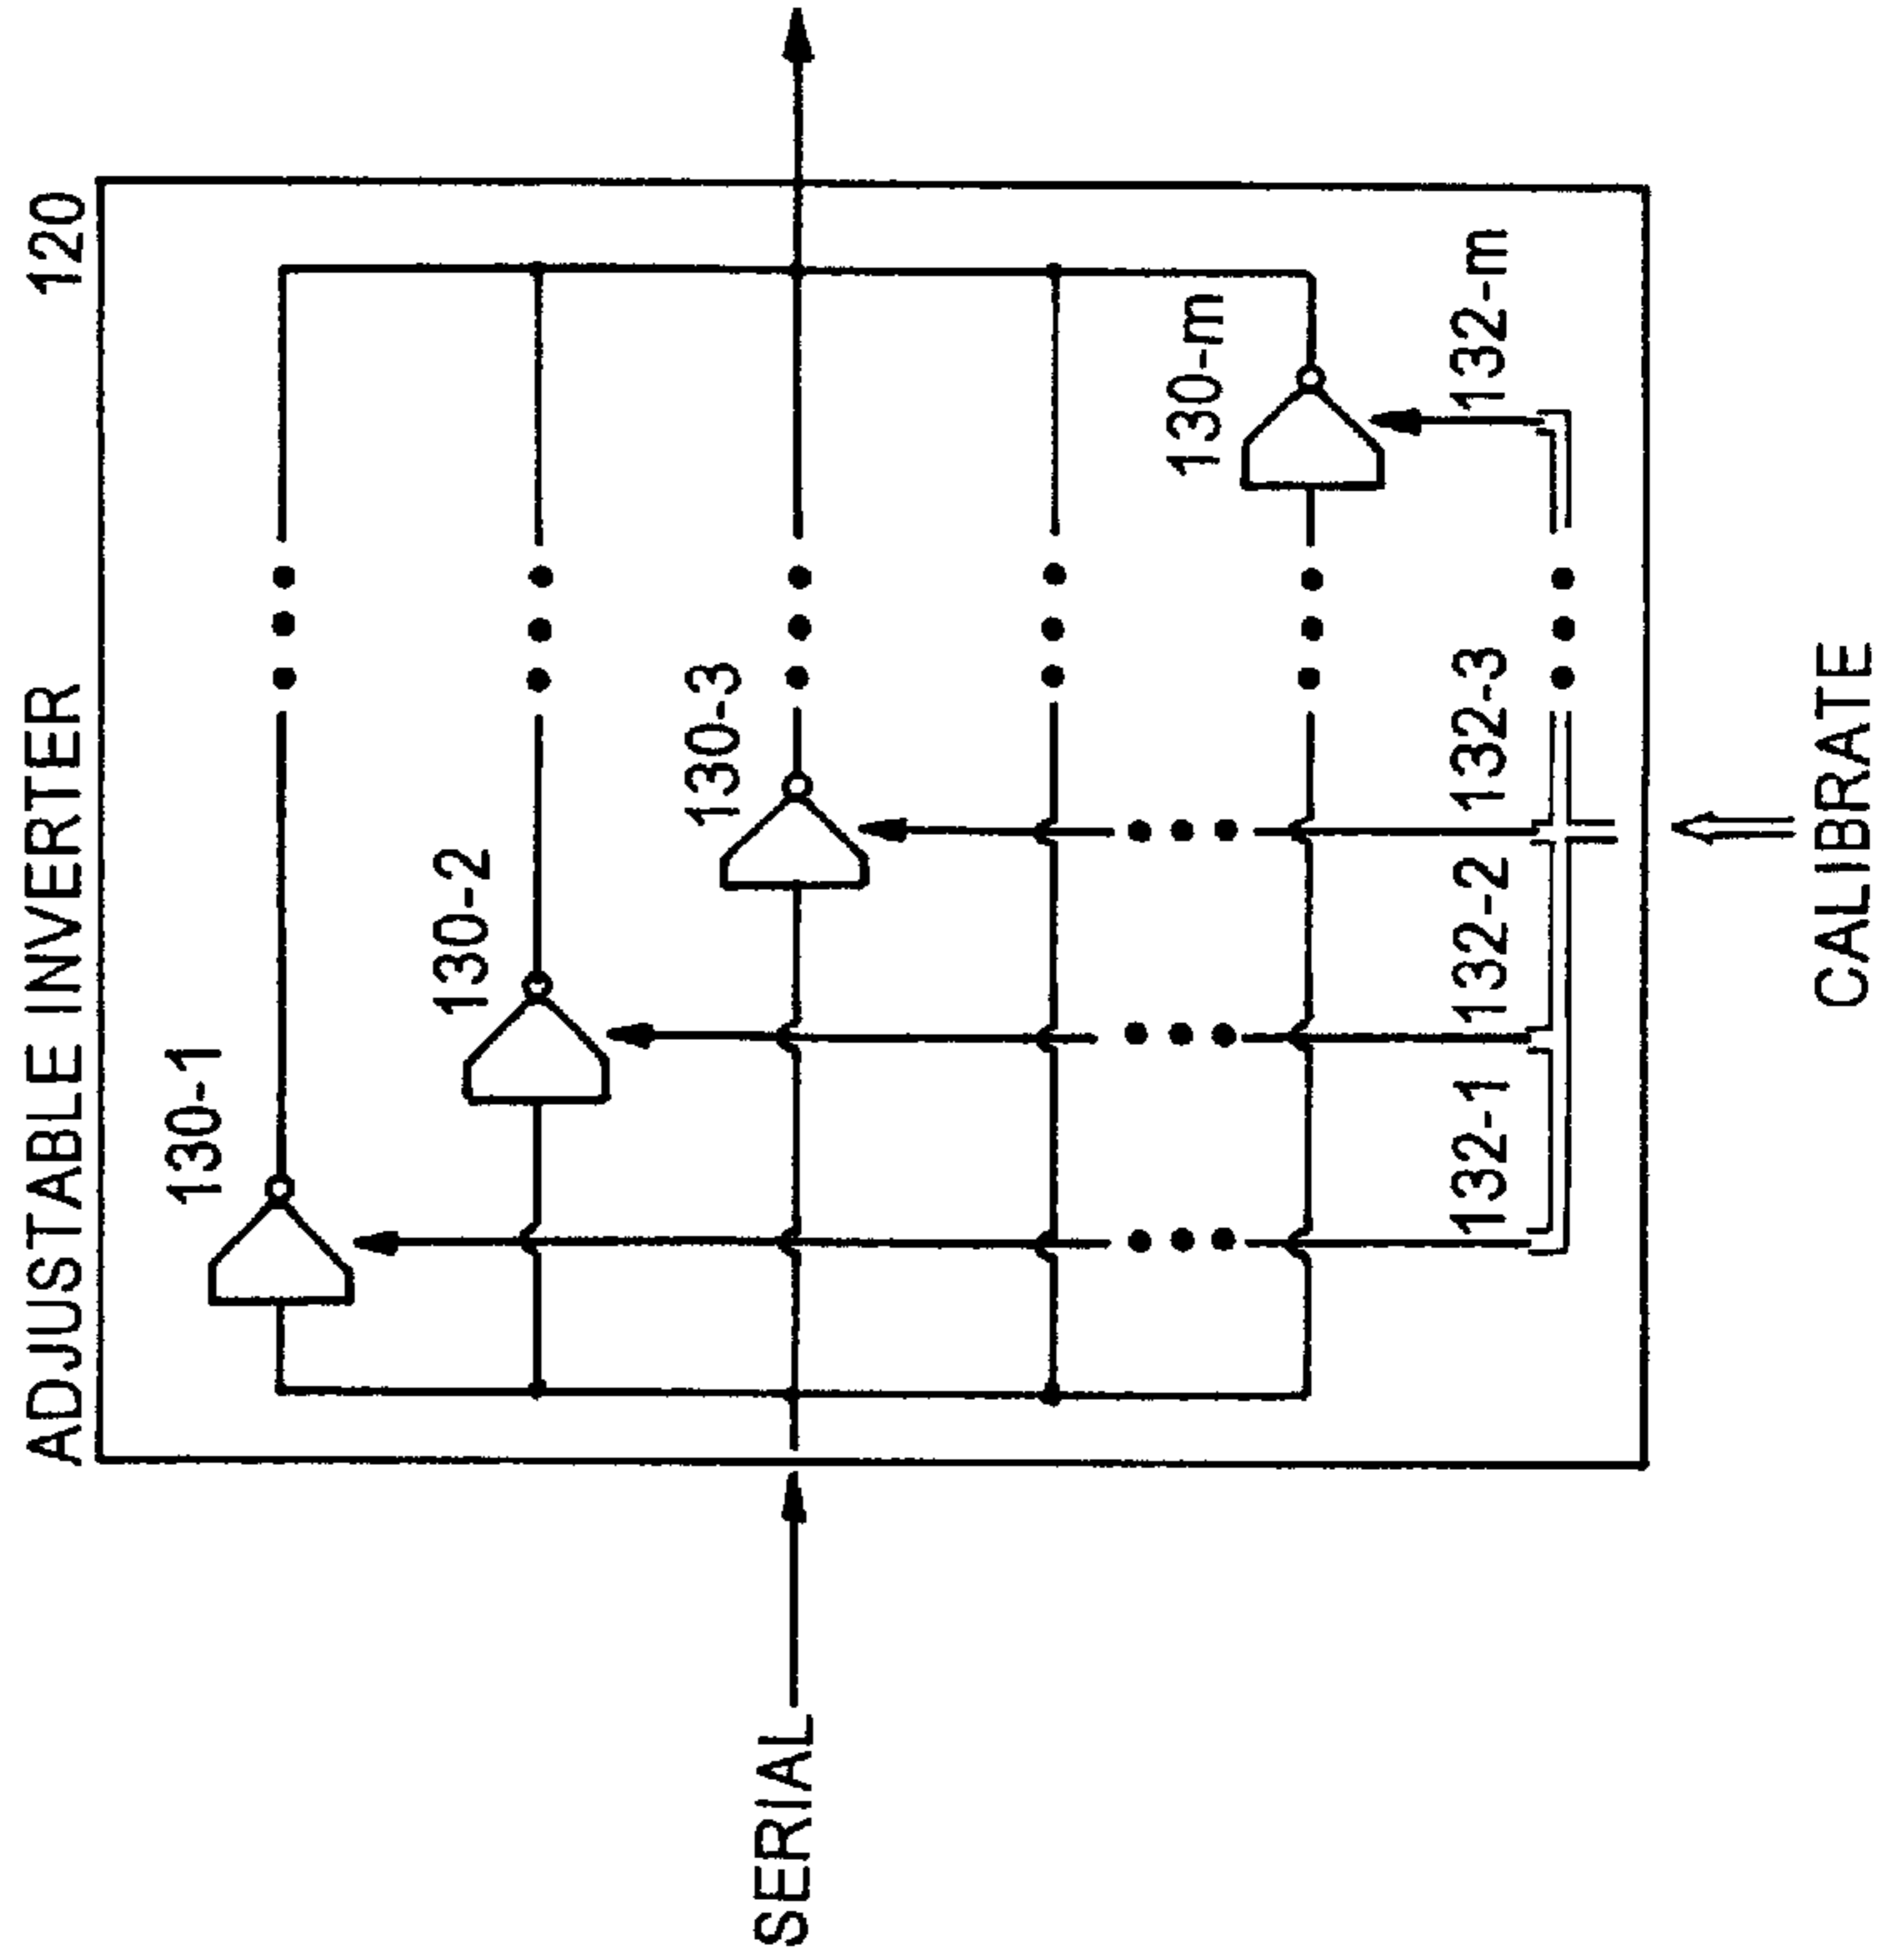 ADJUSTABLE INVERTER
120
130-1
130-2
130-3
130-m
132-1
132-2
132-3
132-m
SERIAL
CALIBRATE